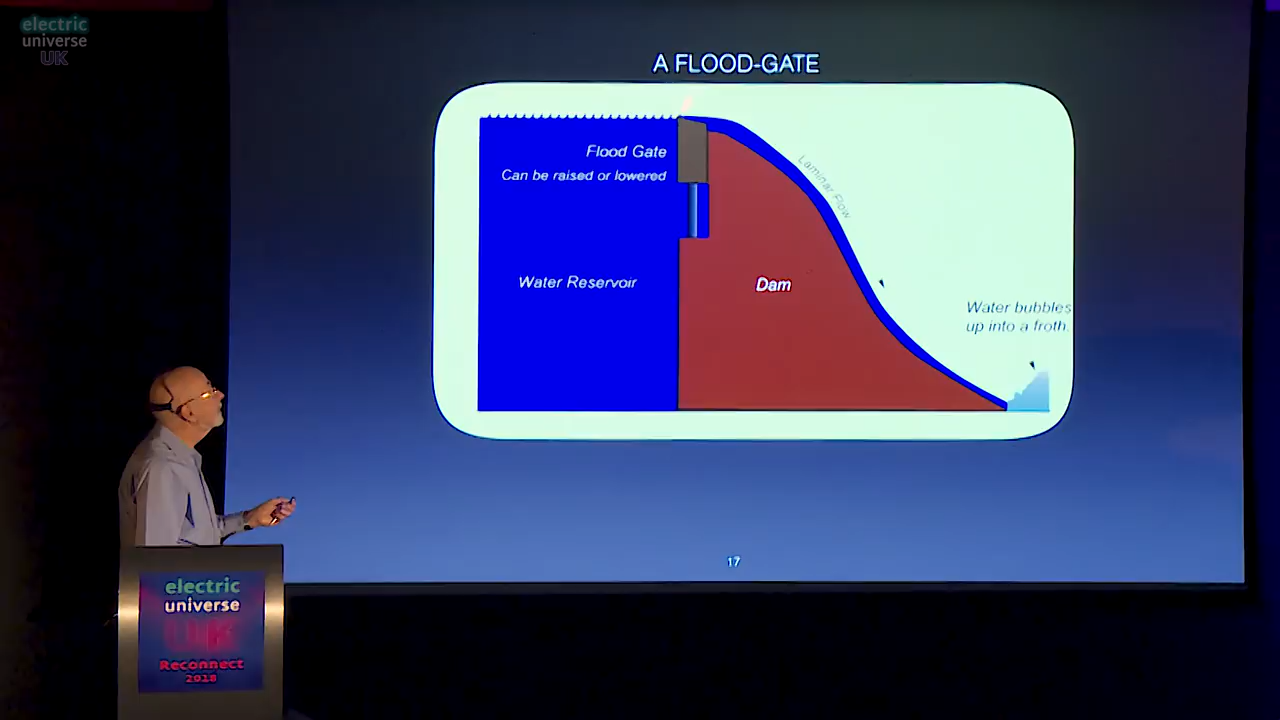 electric
universe
UK
A FLOOD-GATE
Flood Gate
Can be raised or lowered
Laminar Flow
Water Reservoir
Dam
Water bubbles
up into a froth.
17
electric
universe
UK
Reconnect
2018